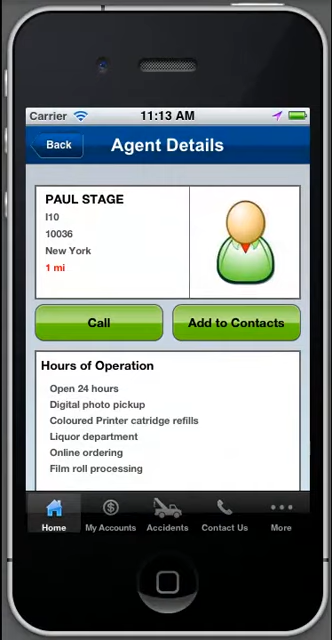 Carrier 11:13 AM
Back Agent Details
PAUL STAGE
I10
10036
New York
1 mi
Call Add to Contacts
Hours of Operation
Open 24 hours
Digital photo pickup
Coloured Printer catridge refills
Liquor department
Online ordering
Film roll processing
Home My Accounts Accidents Contact Us More